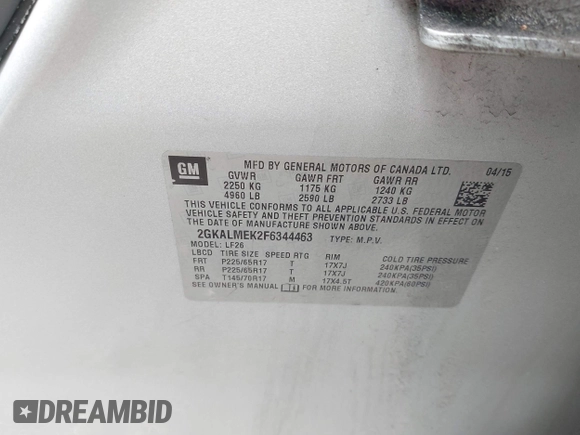 GM
MFD BY GENERAL MOTORS OF CANADA LTD. 04/15
GVWR GAWR FRT GAWR RR
2250 KG 1175 KG 1240 KG
4960 LB 2590 LB 2733 LB
THIS VEHICLE CONFORMS TO ALL APPLICABLE U.S. FEDERAL MOTOR
VEHICLE SAFETY AND THEFT PREVENTION STANDARDS IN EFFECT ON
THE DATE OF MANUFACTURE SHOWN ABOVE.
2GKALMEK2F6344463 TYPE: M.P.V.
MODEL: LF26
LBCD TIRE SIZE SPEED RTG RIM COLD TIRE PRESSURE
FRT P225/65R17 T 17X7J 240KPA(35PSI)
RR P225/65R17 T 17X7J 240KPA(35PSI)
SPA T145/70R17 M 17X4.5T 420KPA(60PSI)
SEE OWNER'S MANUAL FOR MORE INFORMATION.
DREAMBID